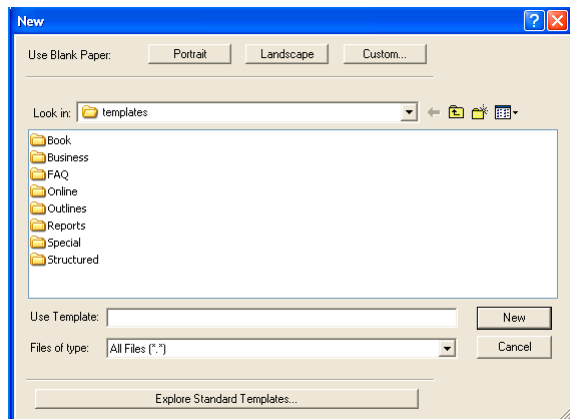 New
Use Blank Paper: Portrait Landscape Custom...
Look in: templates
Book
Business
FAQ
Online
Outlines
Reports
Special
Structured
Use Template: New
Files of type: All Files (*.*) Cancel
Explore Standard Templates...